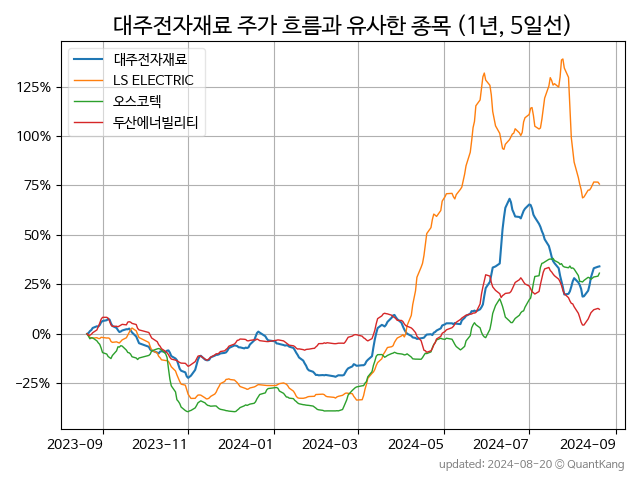 대주전자재료 주가 흐름과 유사한 종목 (1년, 5일선)
대주전자재료
LS ELECTRIC
오스코텍
두산에너빌리티
125%
100%
75%
50%
25%
0%
−25%
2023-09 2023-11 2024-01 2024-03 2024-05 2024-07 2024-09
updated: 2024-08-20 © QuantKang